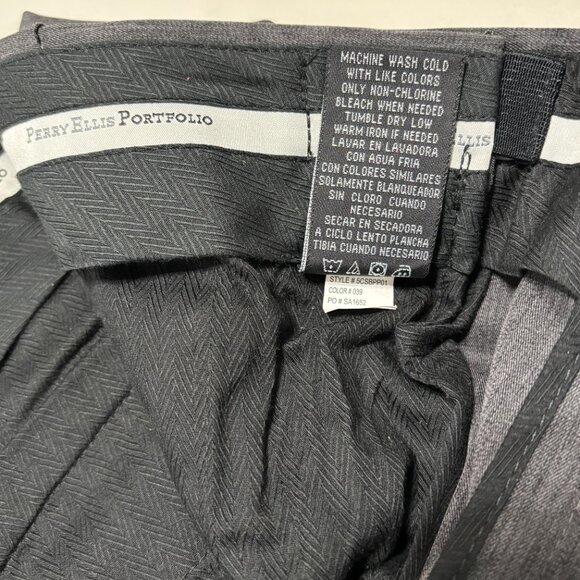 PERRY ELLIS PORTFOLIO
MACHINE WASH COLD
WITH LIKE COLORS
ONLY NON-CHLORINE
BLEACH WHEN NEEDED
TUMBLE DRY LOW
WARM IRON IF NEEDED
LAVAR EN LAVADORA
CON AGUA FRIA
CON COLORES SIMILARES
SOLAMENTE BLANQUEADOR
SIN CLORO CUANDO
NECESARIO
SECAR EN SECADORA
A CICLO LENTO PLANCHA
TIBIA CUANDO NECESARIO
STYLE # 5CSBPP01
COLOR # 039
PO # SA1652
ELLIS